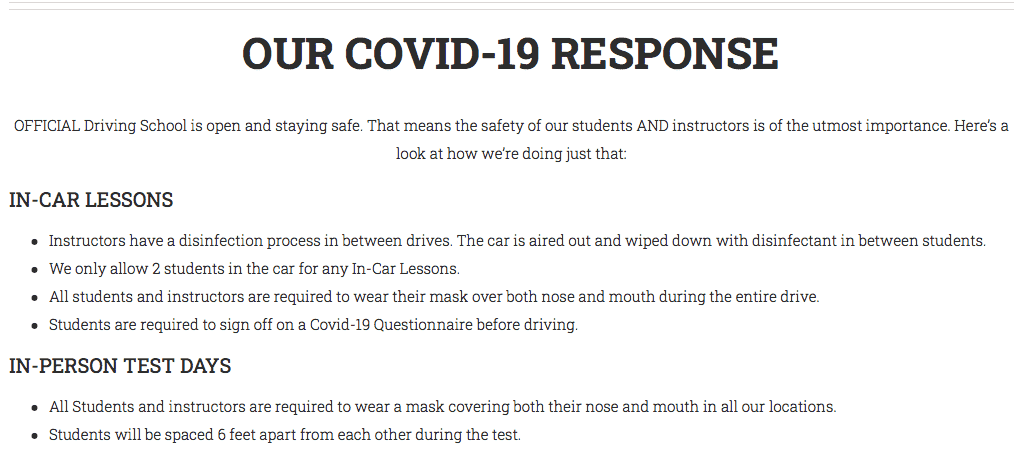 OUR COVID-19 RESPONSE
OFFICIAL Driving School is open and staying safe. That means the safety of our students AND instructors is of the utmost importance. Here's a
look at how we're doing just that:
IN-CAR LESSONS
• Instructors have a disinfection process in between drives. The car is aired out and wiped down with disinfectant in between students.
• We only allow 2 students in the car for any In-Car Lessons.
• All students and instructors are required to wear their mask over both nose and mouth during the entire drive.
• Students are required to sign off on a Covid-19 Questionnaire before driving.
IN-PERSON TEST DAYS
• All Students and instructors are required to wear a mask covering both their nose and mouth in all our locations.
• Students will be spaced 6 feet apart from each other during the test.